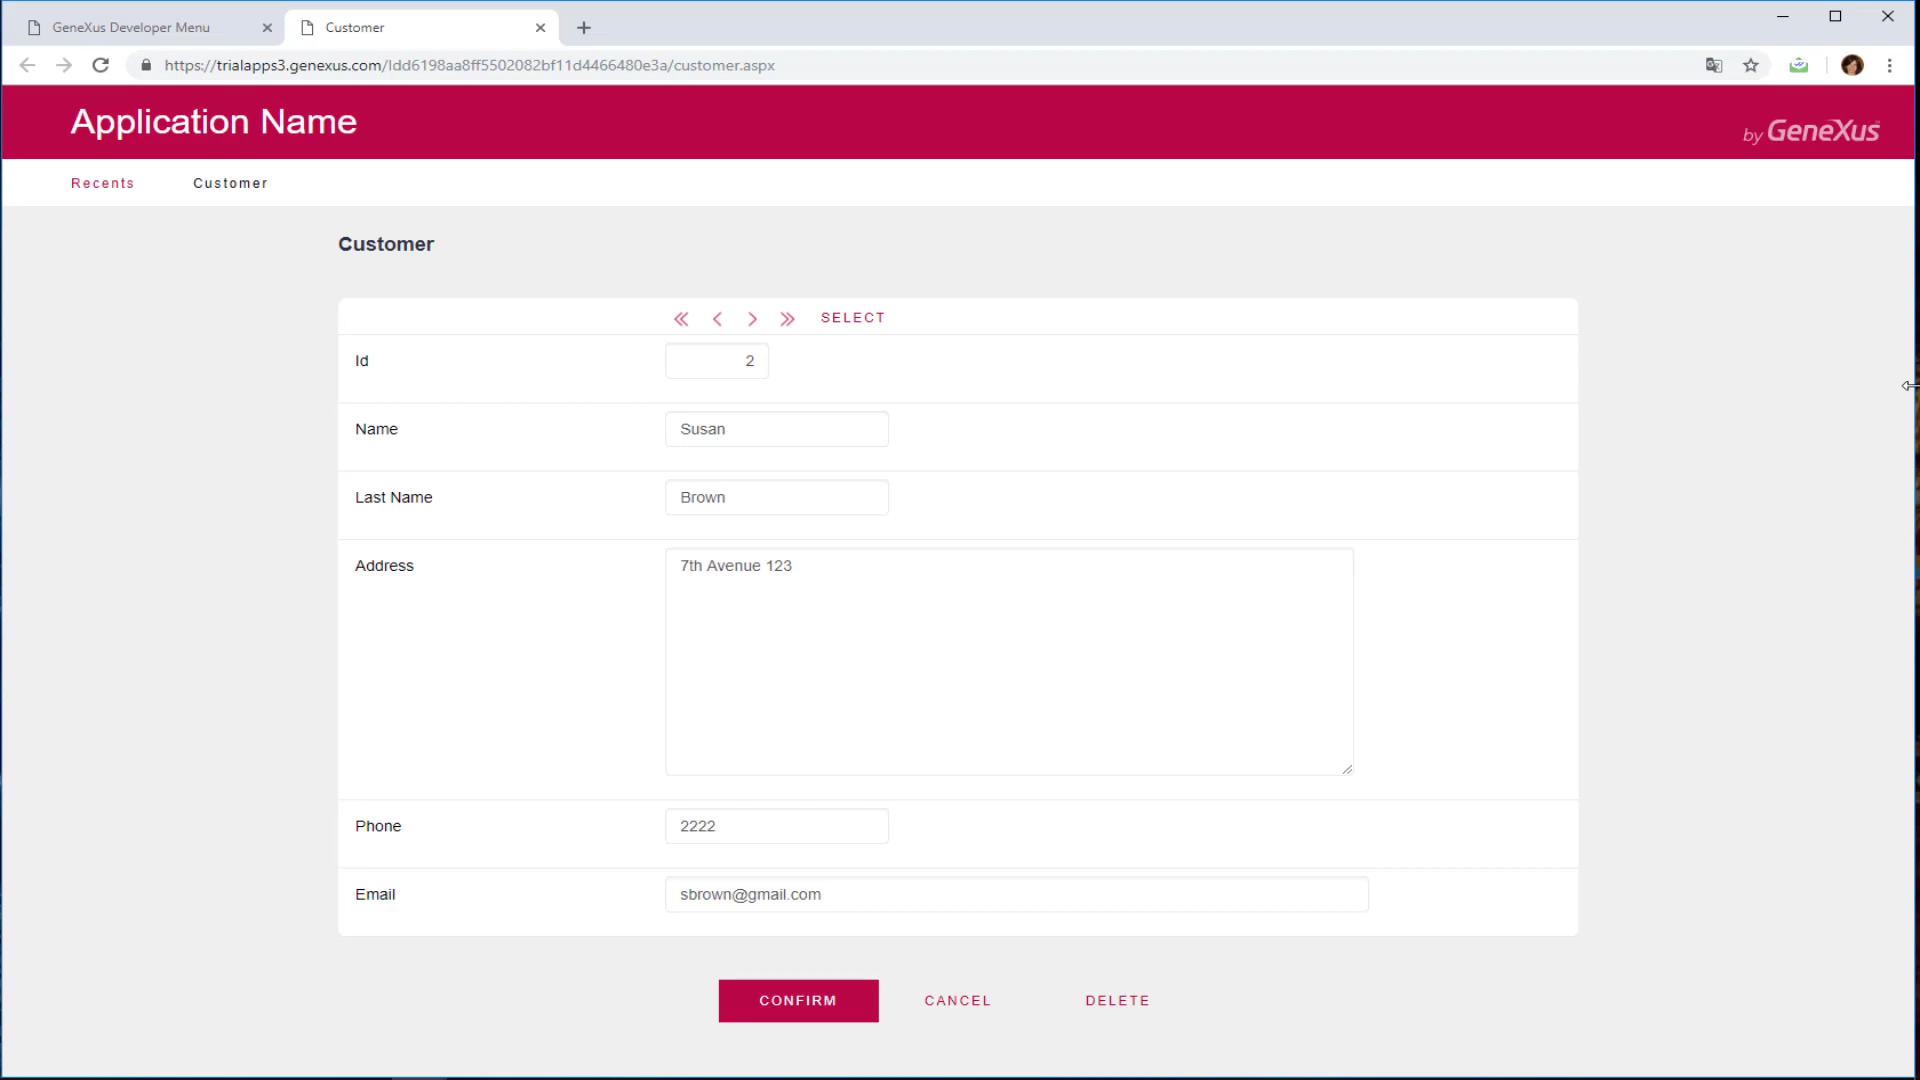 GeneXus Developer Menu
Customer
https://trialapps3.genexus.com/Idd6198aa8ff5502082bf11d4466480e3a/customer.aspx
Application Name
by GeneXus
Recents Customer
Customer
SELECT
Id 2
Name Susan
Last Name Brown
Address 7th Avenue 123
Phone 2222
Email sbrown@gmail.com
CONFIRM CANCEL DELETE